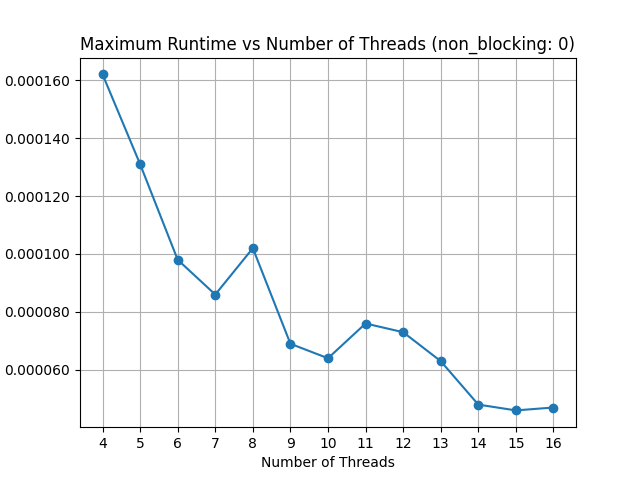 Maximum Runtime vs Number of Threads (non_blocking: 0)
0.000160
0.000140
0.000120
0.000100
0.000080
0.000060
4 5 6 7 8 9 10 11 12 13 14 15 16
Number of Threads